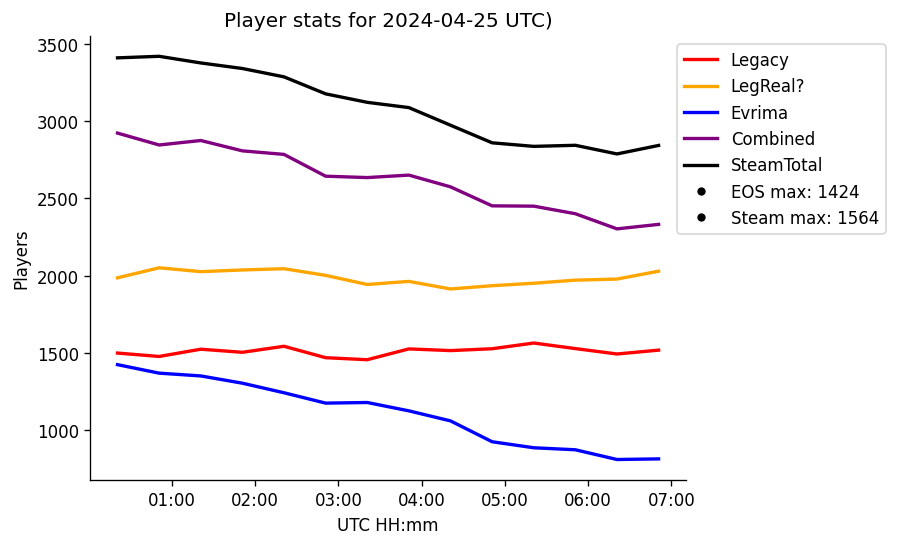 Player stats for 2024-04-25 UTC)
3500
3000
2500
2000
1500
1000
Players
01:00 02:00 03:00 04:00 05:00 06:00 07:00
UTC HH:mm
Legacy
LegReal?
Evrima
Combined
SteamTotal
EOS max: 1424
Steam max: 1564